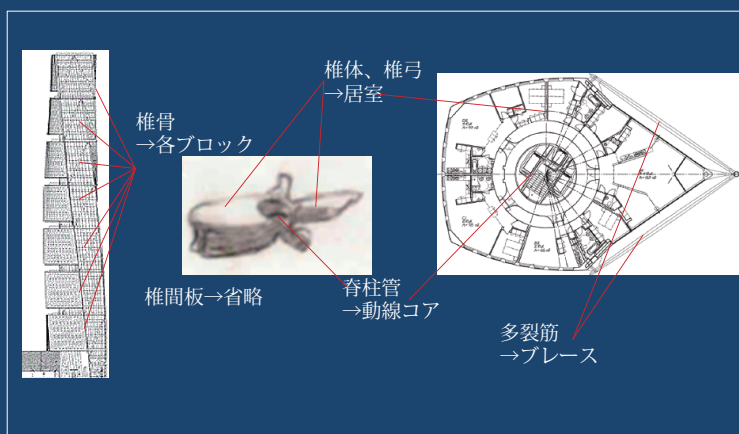 椎体、椎弓
→居室
椎骨
→各ブロック
椎間板→省略
脊柱管
→動線コア
多裂筋
→ブレース